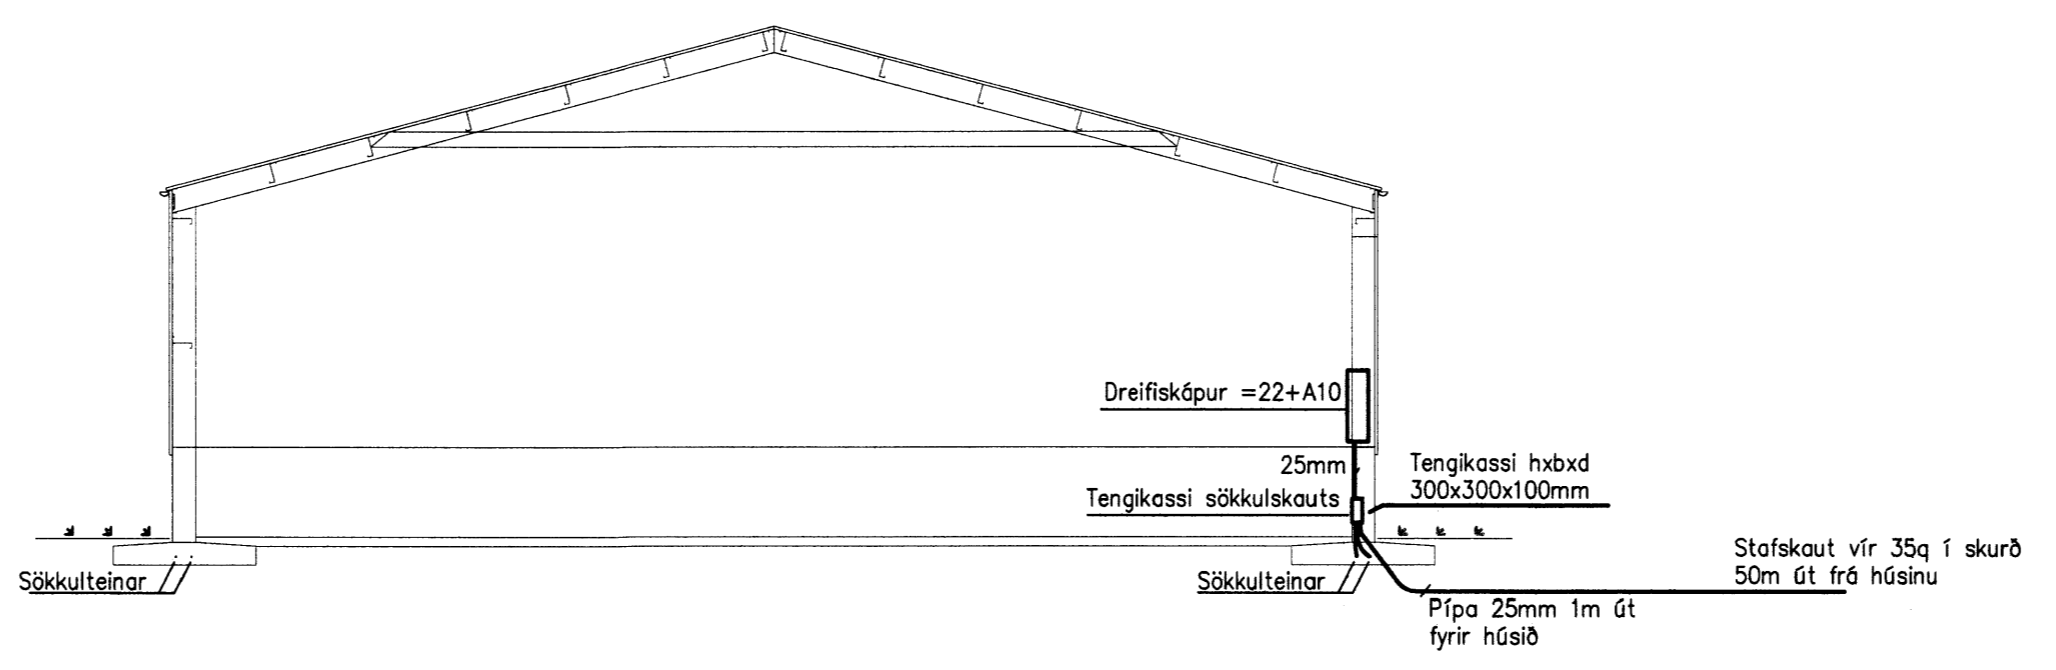 Dreifiskápur =22+A10
25mm
Tengikassi hxbxd
300x300x100mm
Tengikassi sökkulskauts
Sökkulteinar
Sökkulteinar
Stafskaut vír 35q í skurð
50m út frá húsinu
Pípa 25mm 1m út
fyrir húsið